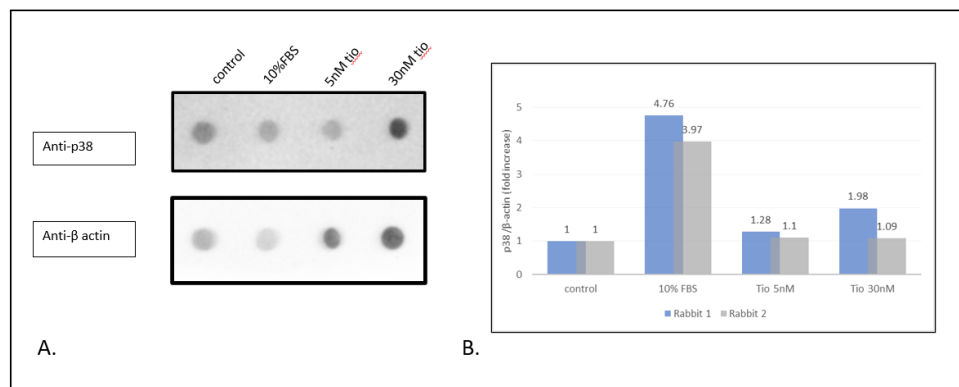 control
10%FBS
5nM tio
30nM tio
Anti-p38
Anti-β actin
A.
p38 /β-actin (fold increase)
5
4
3
2
1
0
1
1
4.76
3.97
1.28
1.1
1.98
1.09
control
10% FBS
Tio 5nM
Tio 30nM
Rabbit 1
Rabbit 2
B.